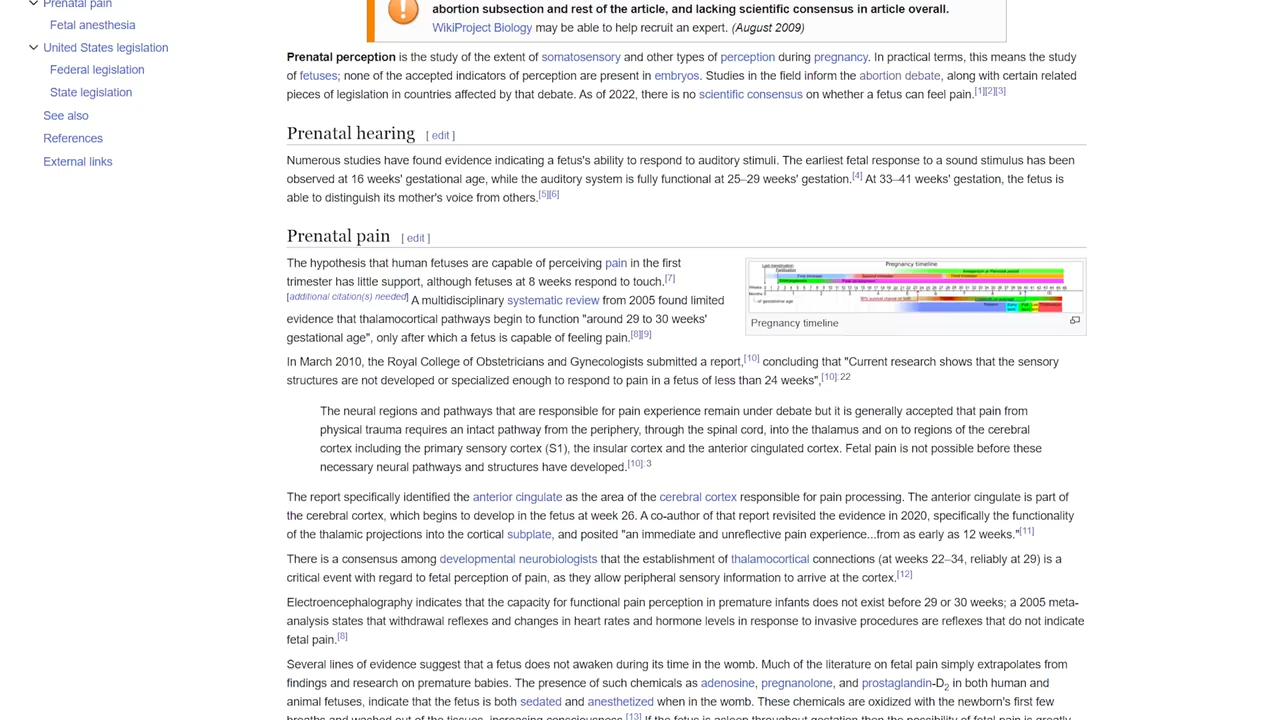 Prenatal pain
Fetal anesthesia
United States legislation
Federal legislation
State legislation
See also
References
External links
abortion subsection and rest of the article, and lacking scientific consensus in article overall.
WikiProject Biology may be able to help recruit an expert. (August 2009)
Prenatal perception is the study of the extent of somatosensory and other types of perception during pregnancy. In practical terms, this means the study
of fetuses; none of the accepted indicators of perception are present in embryos. Studies in the field inform the abortion debate, along with certain related
pieces of legislation in countries affected by that debate. As of 2022, there is no scientific consensus on whether a fetus can feel pain.[1][2][3]
Prenatal hearing [ edit ]
Numerous studies have found evidence indicating a fetus's ability to respond to auditory stimuli. The earliest fetal response to a sound stimulus has been
observed at 16 weeks' gestational age, while the auditory system is fully functional at 25–29 weeks' gestation.[4] At 33–41 weeks' gestation, the fetus is
able to distinguish its mother's voice from others.[5][6]
Prenatal pain [ edit ]
The hypothesis that human fetuses are capable of perceiving pain in the first
trimester has little support, although fetuses at 8 weeks respond to touch.[7]
[additional citation(s) needed] A multidisciplinary systematic review from 2005 found limited
evidence that thalamocortical pathways begin to function "around 29 to 30 weeks'
gestational age", only after which a fetus is capable of feeling pain.[8][9]
Pregnancy timeline
Pregnancy timeline
In March 2010, the Royal College of Obstetricians and Gynecologists submitted a report,[10] concluding that "Current research shows that the sensory
structures are not developed or specialized enough to respond to pain in a fetus of less than 24 weeks",[10]:22
The neural regions and pathways that are responsible for pain experience remain under debate but it is generally accepted that pain from
physical trauma requires an intact pathway from the periphery, through the spinal cord, into the thalamus and on to regions of the cerebral
cortex including the primary sensory cortex (S1), the insular cortex and the anterior cingulated cortex. Fetal pain is not possible before these
necessary neural pathways and structures have developed.[10]:3
The report specifically identified the anterior cingulate as the area of the cerebral cortex responsible for pain processing. The anterior cingulate is part of
the cerebral cortex, which begins to develop in the fetus at week 26. A co-author of that report revisited the evidence in 2020, specifically the functionality
of the thalamic projections into the cortical subplate, and posited "an immediate and unreflective pain experience...from as early as 12 weeks."[11]
There is a consensus among developmental neurobiologists that the establishment of thalamocortical connections (at weeks 22–34, reliably at 29) is a
critical event with regard to fetal perception of pain, as they allow peripheral sensory information to arrive at the cortex.[12]
Electroencephalography indicates that the capacity for functional pain perception in premature infants does not exist before 29 or 30 weeks; a 2005 meta-
analysis states that withdrawal reflexes and changes in heart rates and hormone levels in response to invasive procedures are reflexes that do not indicate
fetal pain.[8]
Several lines of evidence suggest that a fetus does not awaken during its time in the womb. Much of the literature on fetal pain simply extrapolates from
findings and research on premature babies. The presence of such chemicals as adenosine, pregnanolone, and prostaglandin-D2 in both human and
animal fetuses, indicate that the fetus is both sedated and anesthetized when in the womb. These chemicals are oxidized with the newborn's first few
breaths and washed out of the tissues, increasing consciousness.[13] If the fetus is asleep throughout gestation then the possibility of fetal pain is greatly